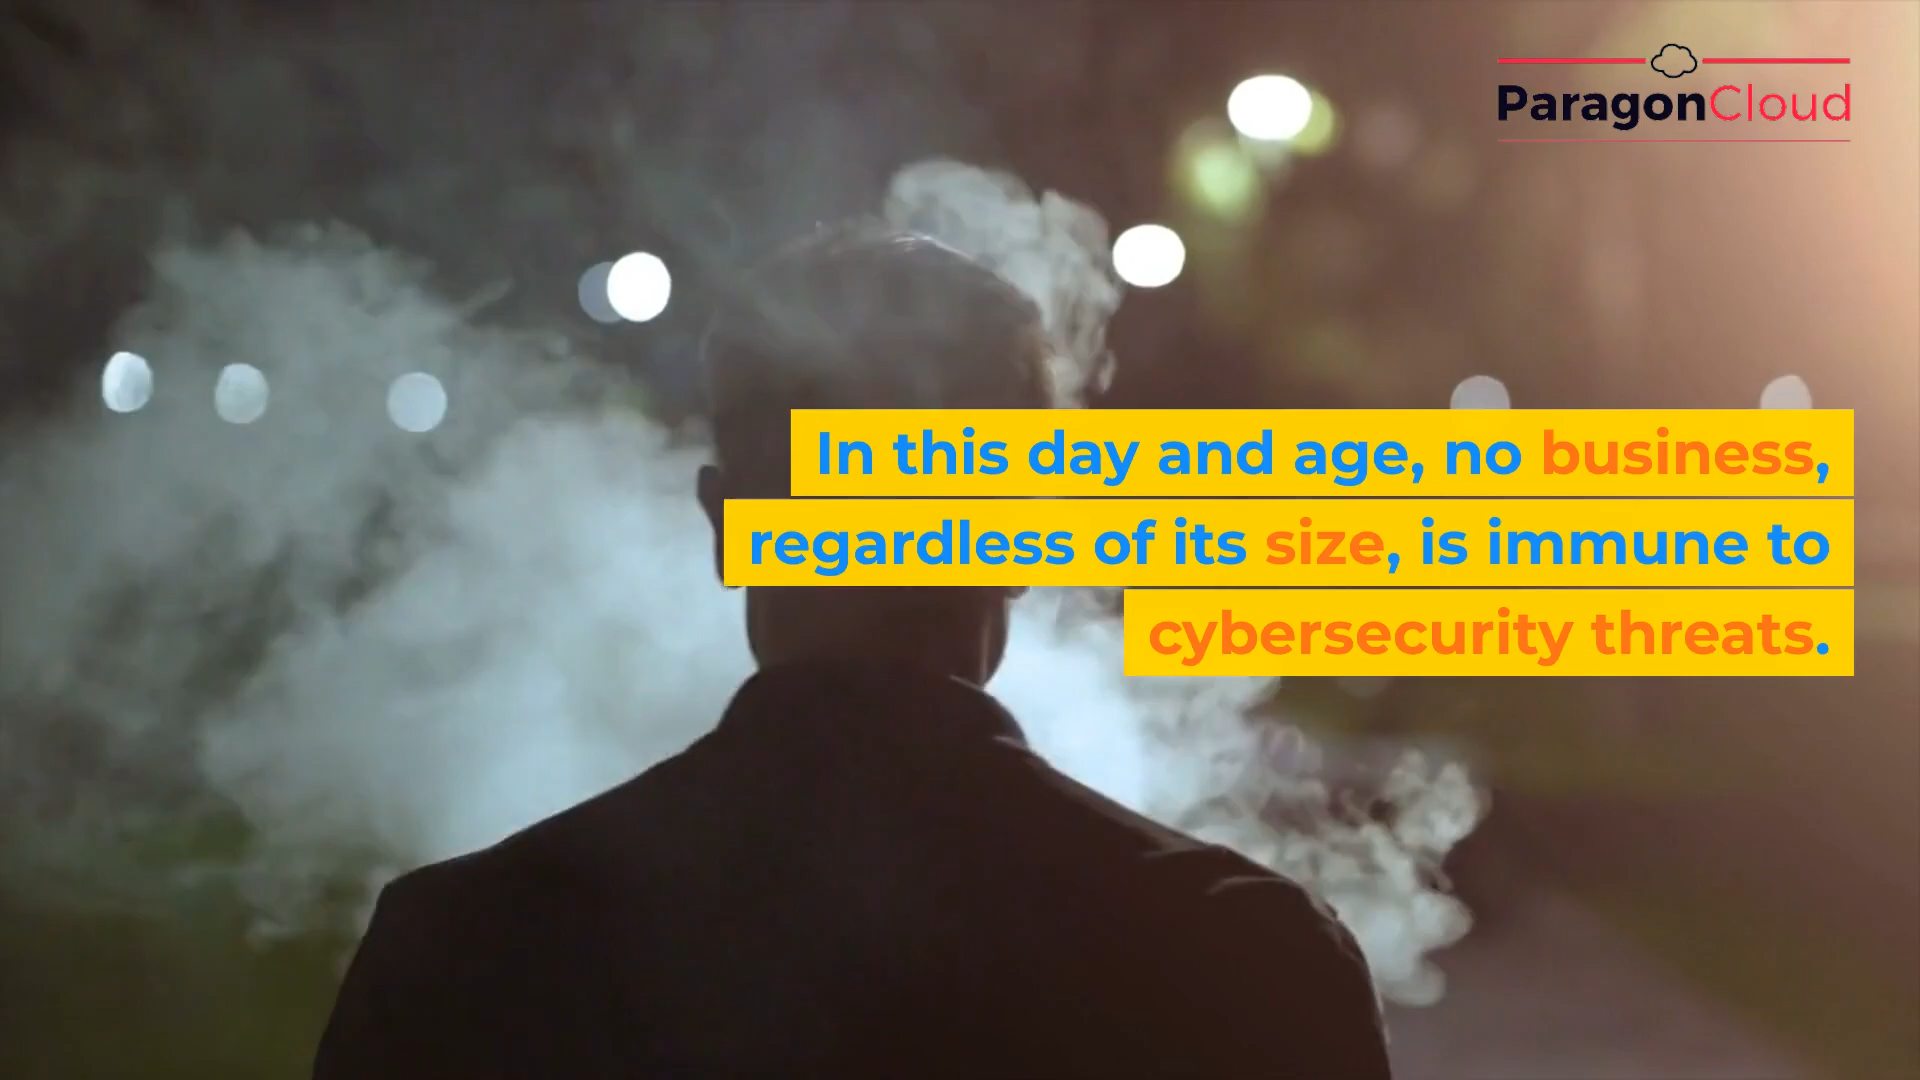 ParagonCloud
In this day and age, no business,
regardless of its size, is immune to
cybersecurity threats.